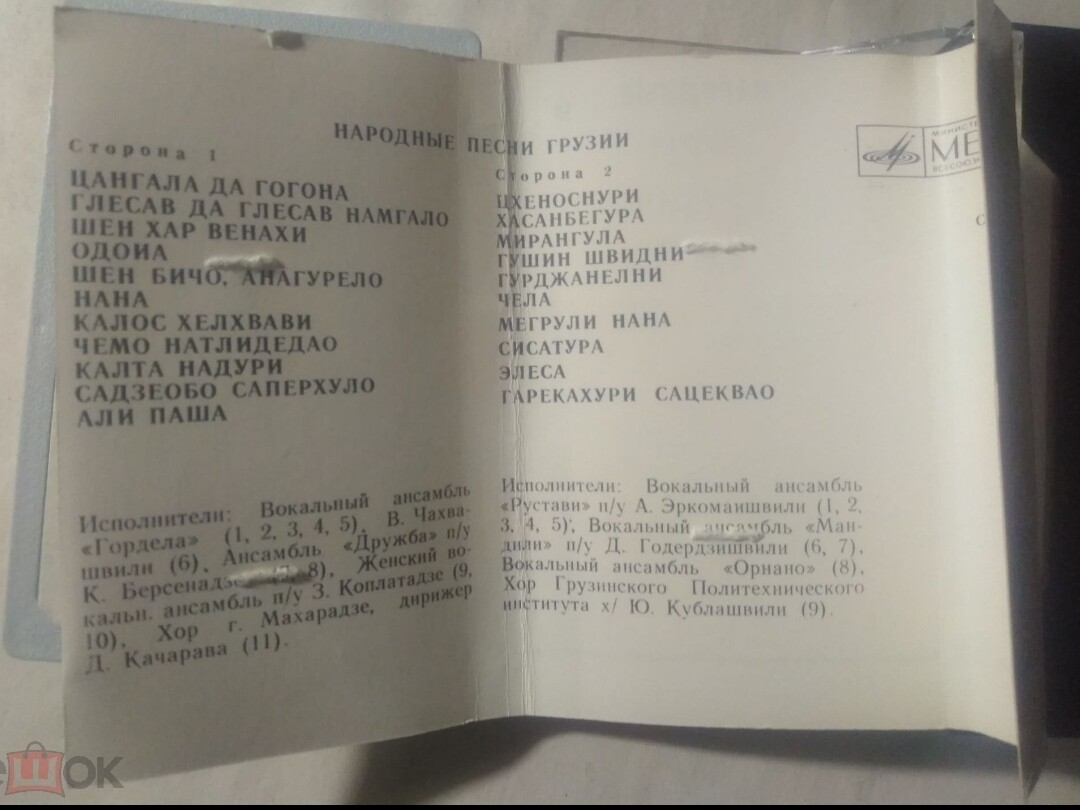 НАРОДНЫЕ ПЕСНИ ГРУЗИИ
Сторона 1
ЦАНГАЛА ДА ГОГОНА
ГЛЕСАВ ДА ГЛЕСАВ НАМГАЛО
ШЕН ХАР ВЕНАХИ
ОДОИА
ШЕН БИЧО, АНАГУРЕЛО
НАНА
КАЛОС ХЕЛХВАВИ
ЧЕМО НАТЛИДЕДАО
КАЛТА НАДУРИ
САДЗЕОБО САПЕРХУЛО
АЛИ ПАША
Исполнители: Вокальный ансамбль
«Гордела» (1, 2, 3, 4, 5), В. Чахва-
швили (6), Ансамбль «Дружба» п/у
К. Берсенадз 8), Женский во-
кальн. ансамбль п/у З. Коплатадзе (9,
10), Хор г. Махарадзе, дирижер
Д. Качарава (11).
Сторона 2
ЦХЕНОСНУРИ
ХАСАНБЕГУРА
МИРАНГУЛА
ГУШИН ШВИДНИ
ГУРДЖАНЕЛНИ
ЧЕЛА
МЕГРУЛИ НАНА
СИСАТУРА
ЭЛЕСА
ГАРЕКАХУРИ САЦЕКВАО
Исполнители: Вокальный ансамбль
«Рустави» п/у А. Эркомаишвили (1, 2,
3, 4, 5), Вокальный ансамбль «Ман-
дили» п/у Д. Годердзишвили (6, 7),
Вокальный ансамбль «Орнано» (8),
Хор Грузинского Политехнического
института х/ Ю. Кублашвили (9).
МИНИСТЕ
МЕ
ВСЕСОЮЗ
С
ешок